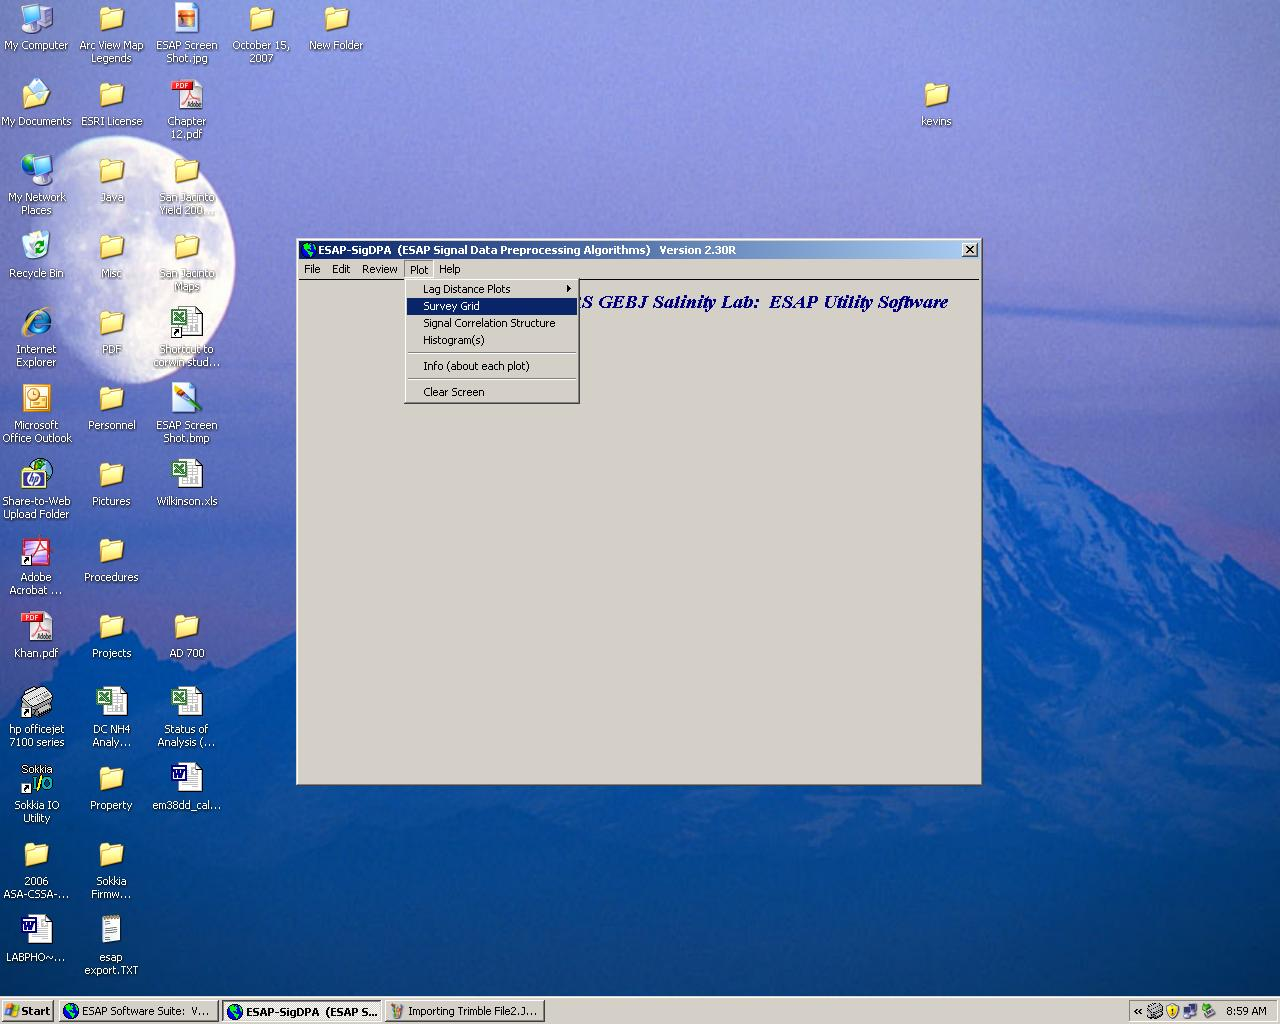 My Computer
Arc View Map
Legends
ESAP Screen
Shot.jpg
October 15,
2007
New Folder
My Documents
ESRI License
Chapter
12.pdf
kevins
My Network
Places
Java
San Jacinto
Yield 200...
Recycle Bin
Misc
San Jacinto
Maps
Internet
Explorer
PDF
Shortcut to
corwin stud...
Microsoft
Office Outlook
Personnel
ESAP Screen
Shot.bmp
Share-to-Web
Upload Folder
Pictures
Wilkinson.xls
Adobe
Acrobat ...
Procedures
Khan.pdf
Projects
AD 700
hp officejet
7100 series
DC NH4
Analy...
Status of
Analysis (...
Sokkia
I/O
Sokkia IO
Utility
Property
em38dd_cal...
2006
ASA-CSSA-...
Sokkia
Firmw...
LABPHO~...
esap
export.TXT
ESAP-SigDPA (ESAP Signal Data Preprocessing Algorithms) Version 2.30R
File Edit Review Plot Help
S GEBJ Salinity Lab: ESAP Utility Software
Lag Distance Plots
Survey Grid
Signal Correlation Structure
Histogram(s)
Info (about each plot)
Clear Screen
Start
ESAP Software Suite: V...
ESAP-SigDPA (ESAP S...
Importing Trimble File2.J...
8:59 AM